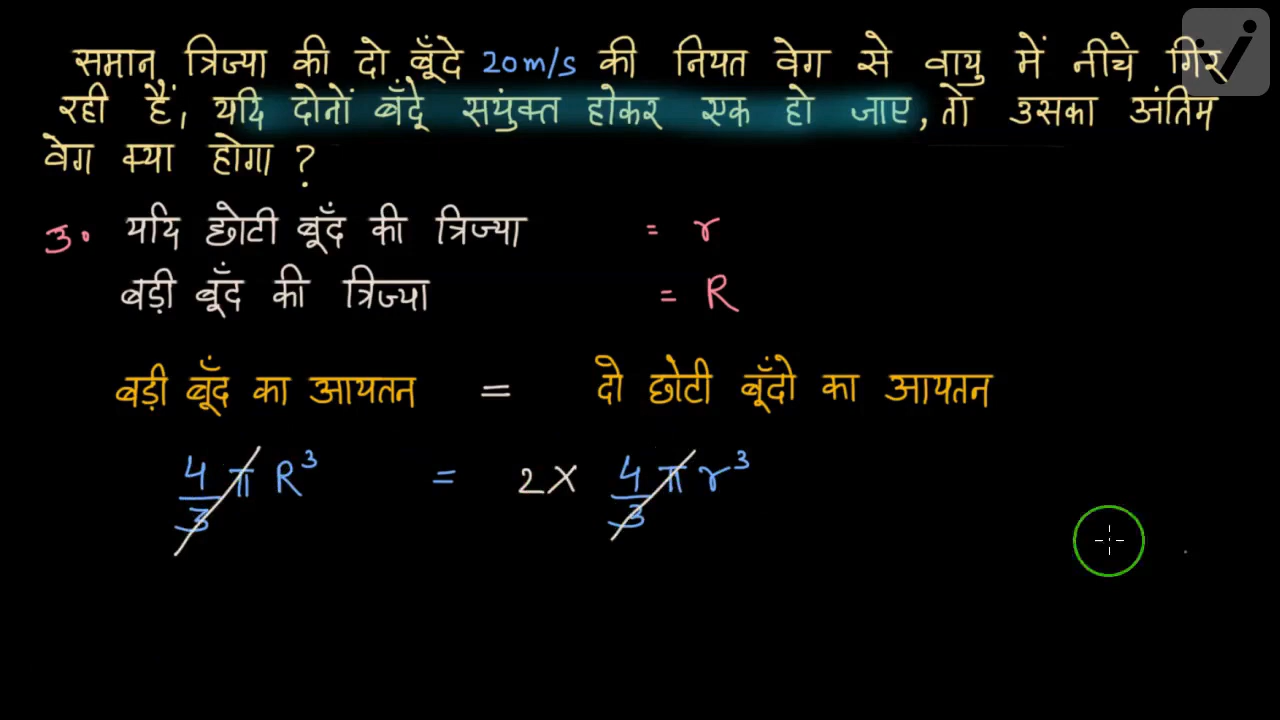 समान त्रिज्या की दो बूँदे 20m/s की नियत वेग से वायु में नीचे गिर
रही हैं, यदि दोनों बूँदे सयुंक्त होकर एक हो जाए, तो उसका अंतिम
वेग क्या होगा ?
उ. यदि छोटी बूँद की त्रिज्या = r
बड़ी बूँद की त्रिज्या = R
बड़ी बूँद का आयतन = दो छोटी बूँदो का आयतन
4/3 π R³ = 2 × 4/3 π r³